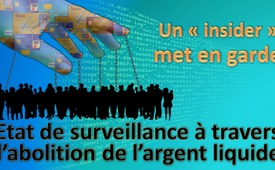 Un « insider »
met en garde
Etat de surveillance à travers
l'abolition de l'argent liquide